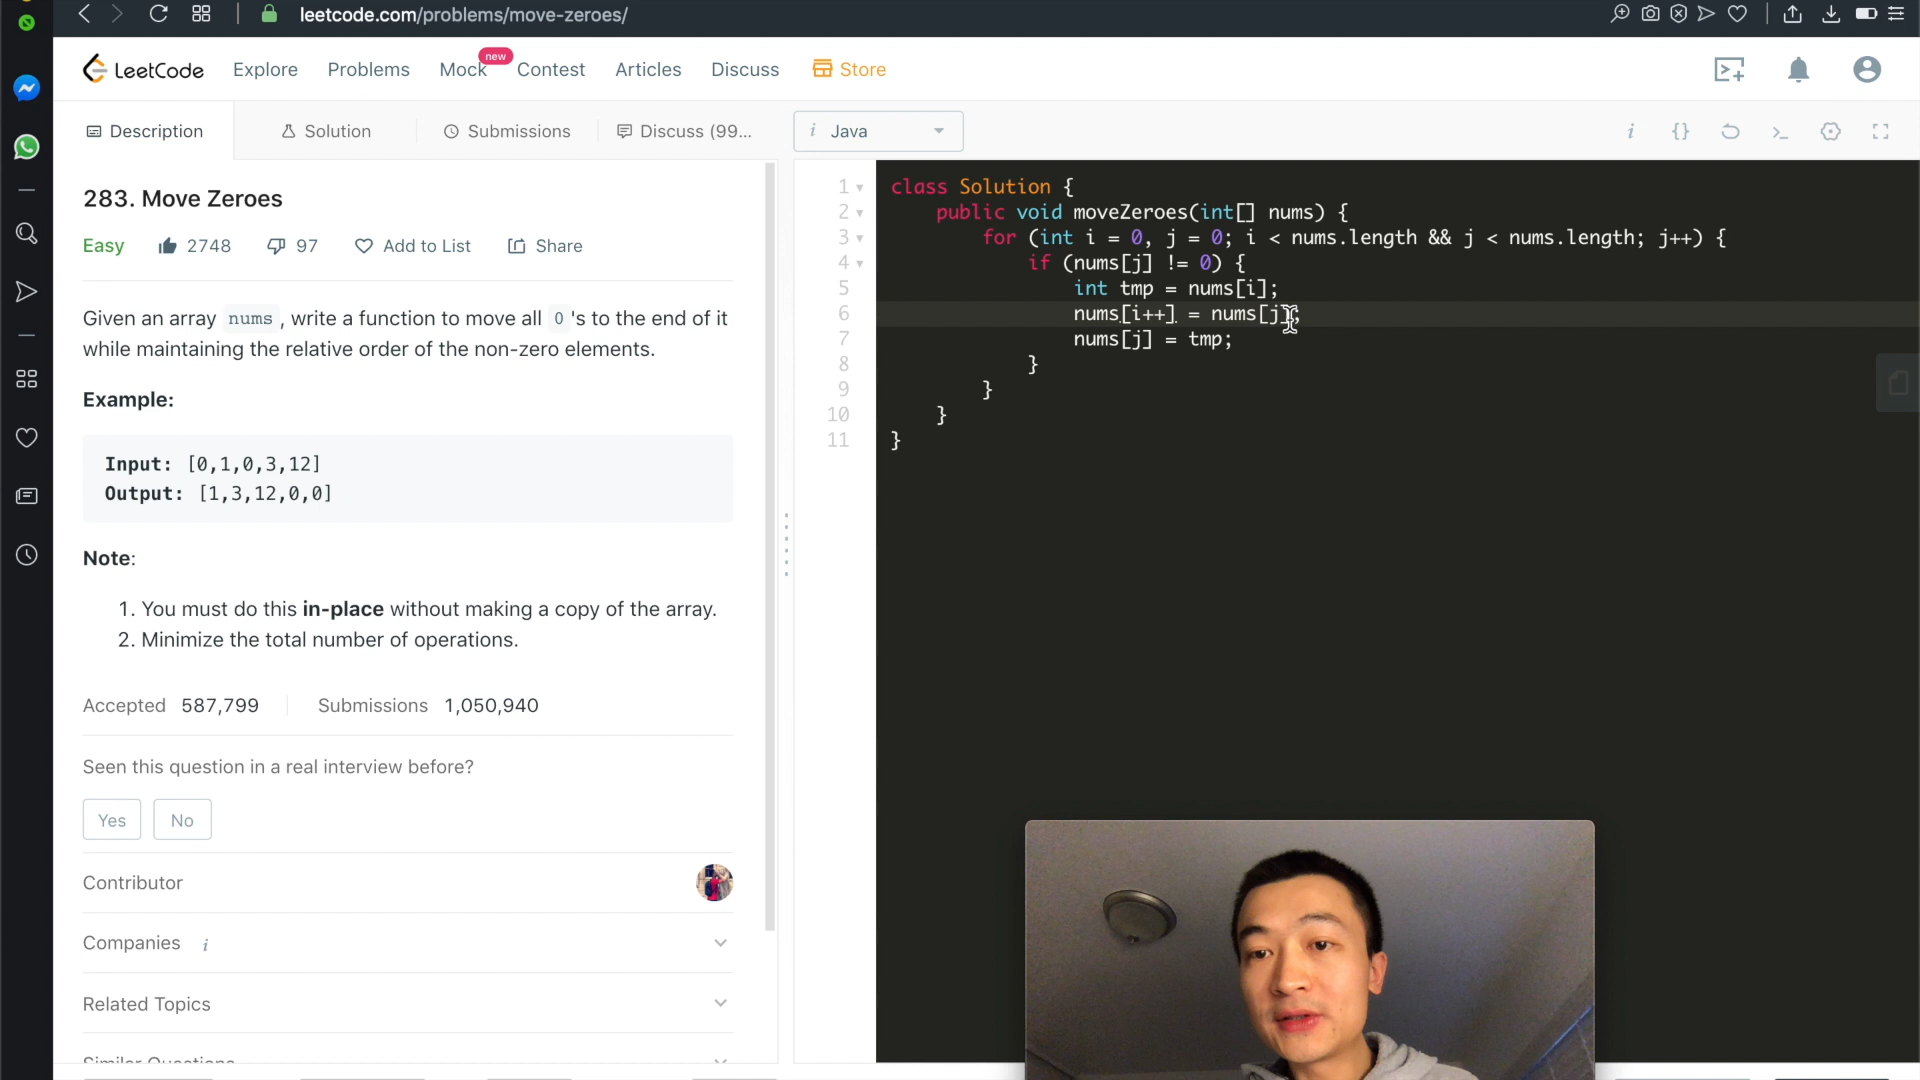 leetcode.com/problems/move-zeroes/
LeetCode
Explore
Problems
Mock
new
Contest
Articles
Discuss
Store
Description
Solution
Submissions
Discuss (99...
i Java
283. Move Zeroes
Easy 2748 97 Add to List Share
Given an array nums , write a function to move all 0 's to the end of it
while maintaining the relative order of the non-zero elements.
Example:
Input: [0,1,0,3,12]
Output: [1,3,12,0,0]
Note:
1. You must do this in-place without making a copy of the array.
2. Minimize the total number of operations.
Accepted 587,799 Submissions 1,050,940
Seen this question in a real interview before?
Yes No
Contributor
Companies i
Related Topics
Similar Questions
1 class Solution {
2 public void moveZeroes(int[] nums) {
3 for (int i = 0, j = 0; i < nums.length && j < nums.length; j++) {
4 if (nums[j] != 0) {
5 int tmp = nums[i];
6 nums[i++] = nums[j];
7 nums[j] = tmp;
8 }
9 }
10 }
11 }